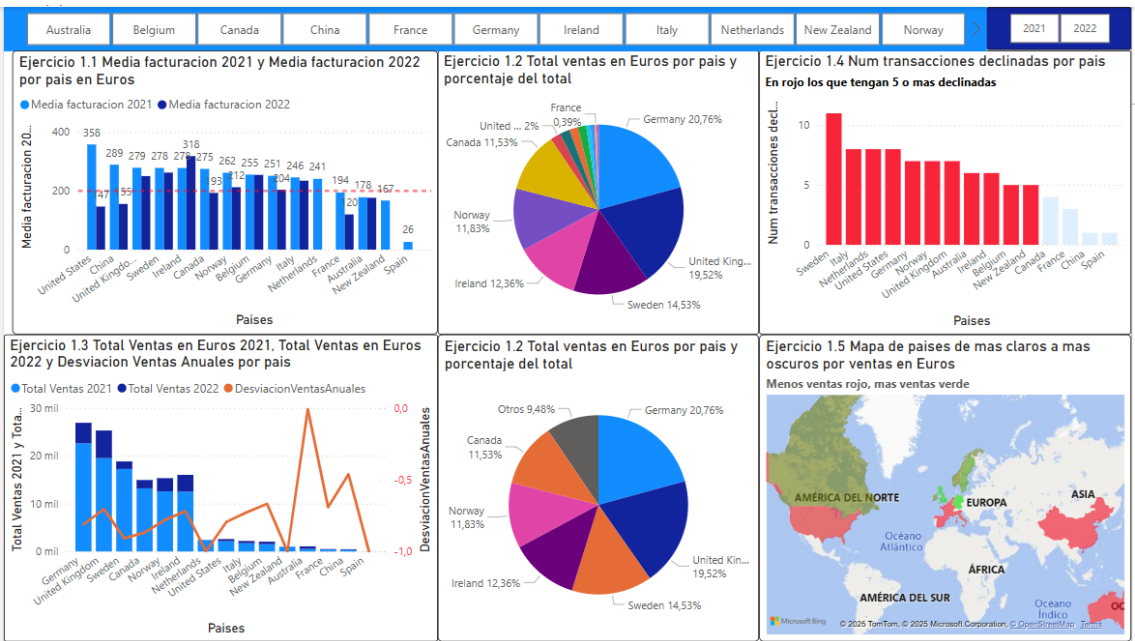 Australia
Belgium
Canada
China
France
Germany
Ireland
Italy
Netherlands
New Zealand
Norway
2021
2022
Ejercicio 1.1 Media facturacion 2021 y Media facturacion 2022
por pais en Euros
Media facturacion 2021
Media facturacion 2022
Media facturacion 20...
400
200
0
358
147
289
155
279
278
278
318
275
193
262
212
255
251
204
246
241
194
120
178
167
26
United States
China
United Kingdo...
Sweden
Ireland
Canada
Norway
Belgium
Germany
Italy
Netherlands
France
Australia
New Zealand
Spain
Paises
Ejercicio 1.2 Total ventas en Euros por pais y
porcentaje del total
France
0,39%
United ... 2%
Canada 11,53%
Norway
11,83%
Ireland 12,36%
Germany 20,76%
United King...
19,52%
Sweden 14,53%
Ejercicio 1.4 Num transacciones declinadas por pais
En rojo los que tengan 5 o mas declinadas
Num transacciones decl...
10
5
0
Sweden
Italy
Netherlands
United States
Germany
Norway
United Kingdom
Australia
Ireland
Belgium
New Zealand
Canada
France
China
Spain
Paises
Ejercicio 1.3 Total Ventas en Euros 2021, Total Ventas en Euros
2022 y Desviacion Ventas Anuales por pais
Total Ventas 2021
Total Ventas 2022
DesviacionVentasAnuales
Total Ventas 2021 y Tota...
30 mil
20 mil
10 mil
0 mil
0,0
-0,5
-1,0
DesviacionVentasAnuales
Germany
United Kingdom
Sweden
Canada
Norway
Ireland
Netherlands
United States
Italy
Belgium
New Zealand
Australia
France
China
Spain
Paises
Ejercicio 1.2 Total ventas en Euros por pais y
porcentaje del total
Otros 9,48%
Canada
11,53%
Norway
11,83%
Ireland 12,36%
Germany 20,76%
United Kin...
19,52%
Sweden 14,53%
Ejercicio 1.5 Mapa de paises de mas claros a mas
oscuros por ventas en Euros
Menos ventas rojo, mas ventas verde
AMÉRICA DEL NORTE
EUROPA
ASIA
Océano
Atlántico
ÁFRICA
AMÉRICA DEL SUR
Océano
Índico
OC
Microsoft Bing
© 2025 TomTom, © 2025 Microsoft Corporation, © OpenStreetMap Terms